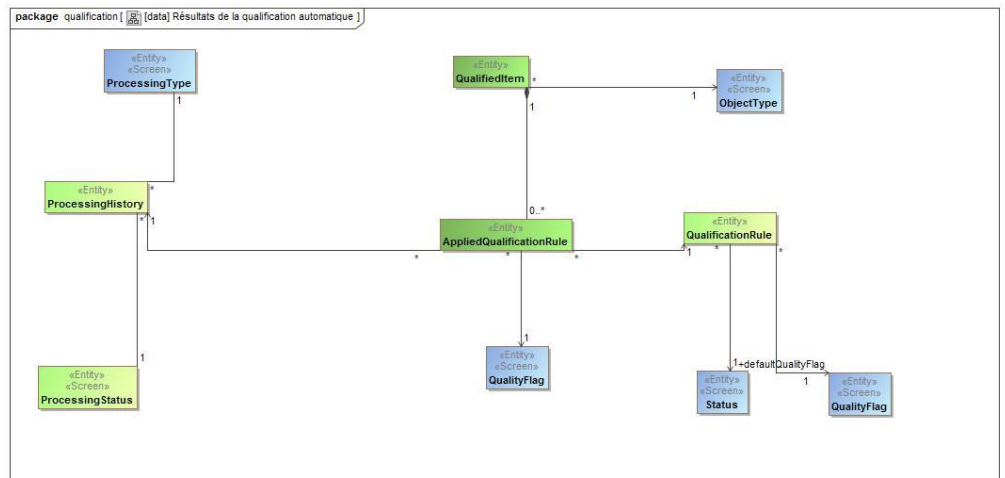 package qualification [ [data] Résultats de la qualification automatique ]
«Entity»
«Screen»
ProcessingType
1
«Entity»
QualifiedItem
*
1
1
«Entity»
«Screen»
ObjectType
«Entity»
ProcessingHistory
*
*
1
0..*
«Entity»
AppliedQualificationRule
*
*
*
«Entity»
QualificationRule
1
*
*
1
«Entity»
«Screen»
ProcessingStatus
1
«Entity»
«Screen»
QualityFlag
1
+defaultQualityFlag
1
«Entity»
«Screen»
Status
«Entity»
«Screen»
QualityFlag